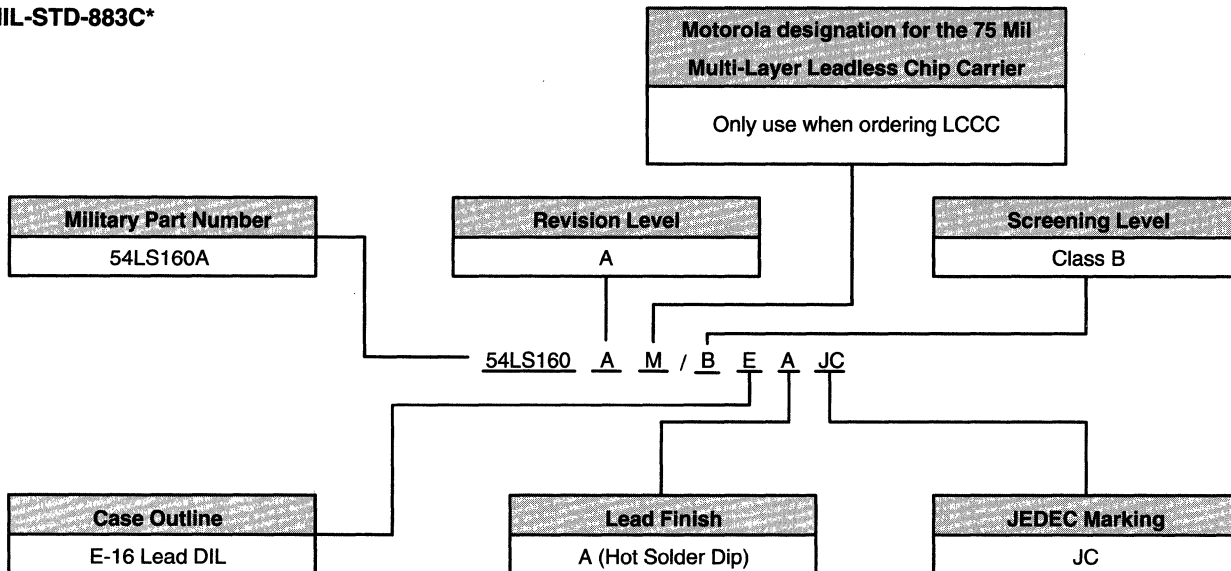 MIL-STD-883C*
Motorola designation for the 75 Mil
Multi-Layer Leadless Chip Carrier
Only use when ordering LCCC
Military Part Number
54LS160A
Revision Level
A
Screening Level
Class B
54LS160 A M / B E A JC
Case Outline
E-16 Lead DIL
Lead Finish
A (Hot Solder Dip)
JEDEC Marking
JC